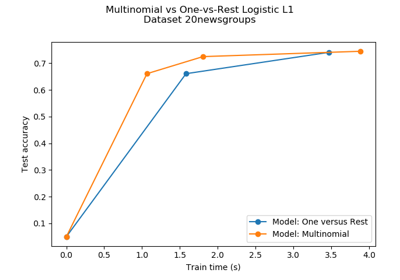 Multinomial vs One-vs-Rest Logistic L1
Dataset 20newsgroups
Test accuracy
0.7
0.6
0.5
0.4
0.3
0.2
0.1
Model: One versus Rest
Model: Multinomial
0.0 0.5 1.0 1.5 2.0 2.5 3.0 3.5 4.0
Train time (s)